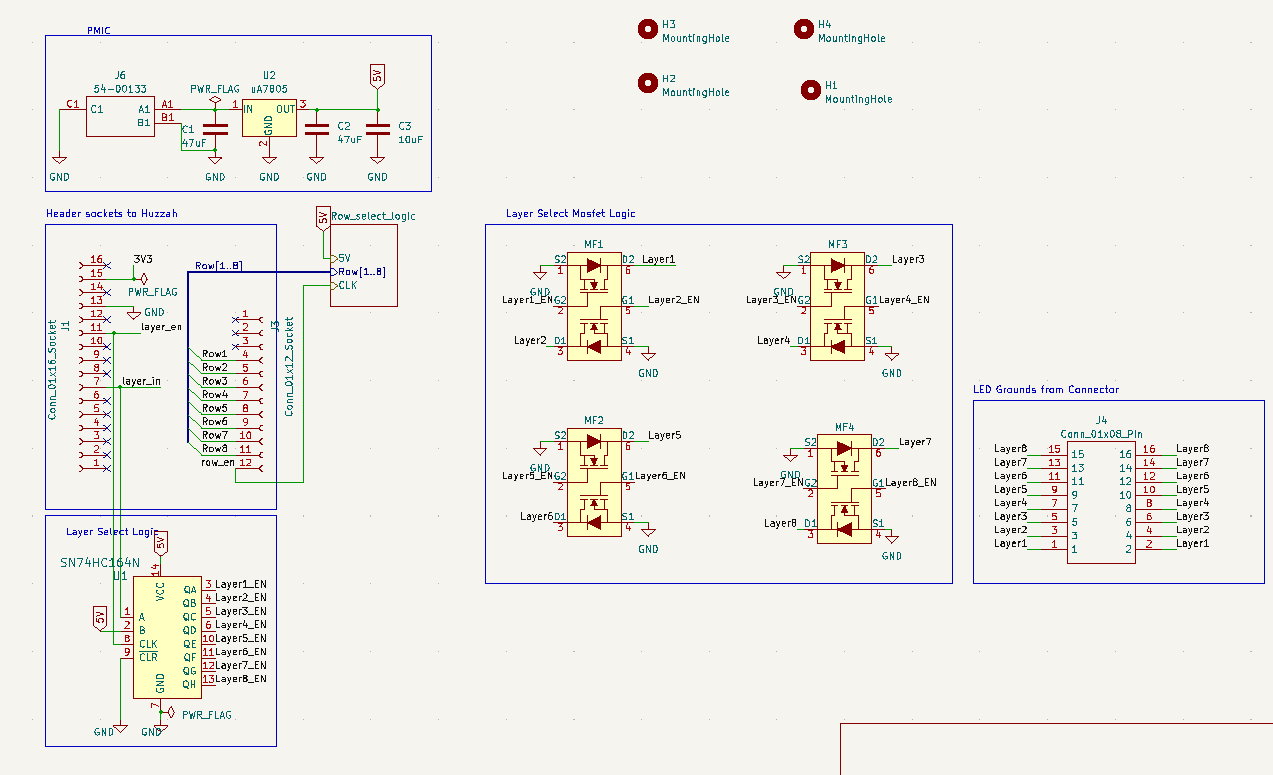 PMIC
J6
54-00133
C1
C1
A1
B1
A1
B1
PWR_FLAG
C1
47uF
U2
uA7805
1
IN
OUT
3
GND
2
C2
47uF
5V
C3
10uF
GND
GND
GND
GND
GND
H3
MountingHole
H4
MountingHole
H2
MountingHole
H1
MountingHole
Header sockets to Huzzah
16
15
14
13
12
11
10
9
8
7
6
5
4
3
2
1
J1
Conn_01x16_Socket
3V3
PWR_FLAG
GND
layer_en
layer_in
Row[1..8]
1
2
3
4
5
6
7
8
9
10
11
12
Row1
Row2
Row3
Row4
Row5
Row6
Row7
Row8
row_en
J3
Conn_01x12_Socket
5V
Row_select_logic
5V
Row[1..8]
CLK
Layer Select Logic
SN74HC164N
U1
5V
14
VCC
5V
1
A
2
B
8
CLK
9
CLR
QA
3
Layer1_EN
QB
4
Layer2_EN
QC
5
Layer3_EN
QD
6
Layer4_EN
QE
10
Layer5_EN
QF
11
Layer6_EN
QG
12
Layer7_EN
QH
13
Layer8_EN
GND
7
PWR_FLAG
GND
GND
Layer Select Mosfet Logic
MF1
S2
1
D2
6
Layer1
GND
Layer1_EN
G2
2
G1
5
Layer2_EN
Layer2
D1
3
S1
4
GND
MF3
S2
1
D2
6
Layer3
GND
Layer3_EN
G2
2
G1
5
Layer4_EN
Layer4
D1
3
S1
4
GND
MF2
S2
1
D2
6
Layer5
GND
Layer5_EN
G2
2
G1
5
Layer6_EN
Layer6
D1
3
S1
4
GND
MF4
S2
1
D2
6
Layer7
GND
Layer7_EN
G2
2
G1
5
Layer8_EN
Layer8
D1
3
S1
4
GND
LED Grounds from Connector
J4
Conn_01x08_Pin
Layer8 15 15 16 16 Layer8
Layer7 13 13 14 14 Layer7
Layer6 11 11 12 12 Layer6
Layer5 9 9 10 10 Layer5
Layer4 7 7 8 8 Layer4
Layer3 5 5 6 6 Layer3
Layer2 3 3 4 4 Layer2
Layer1 1 1 2 2 Layer1